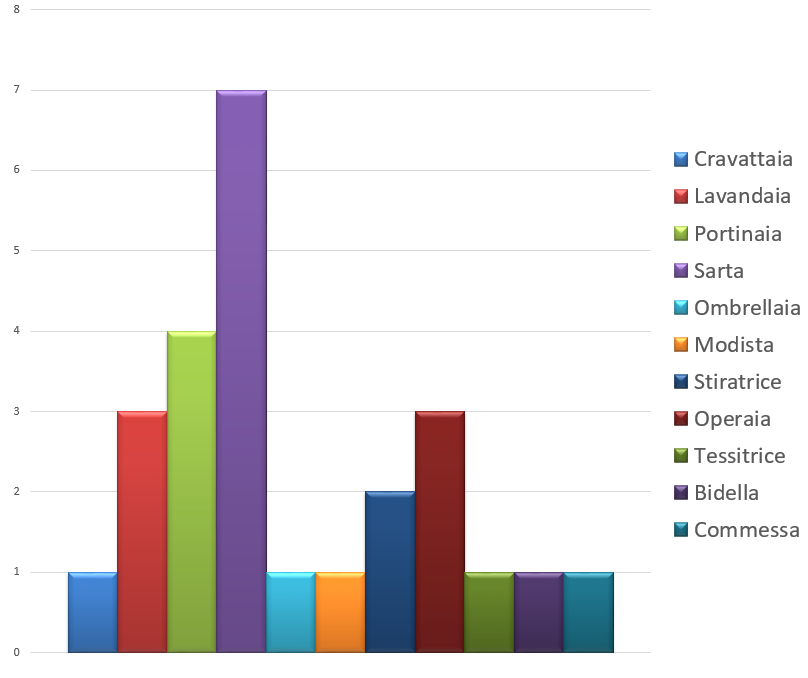 8
7
6
5
4
3
2
1
0
Cravattaia
Lavandaia
Portinaia
Sarta
Ombrellaia
Modista
Stiratrice
Operaia
Tessitrice
Bidella
Commessa